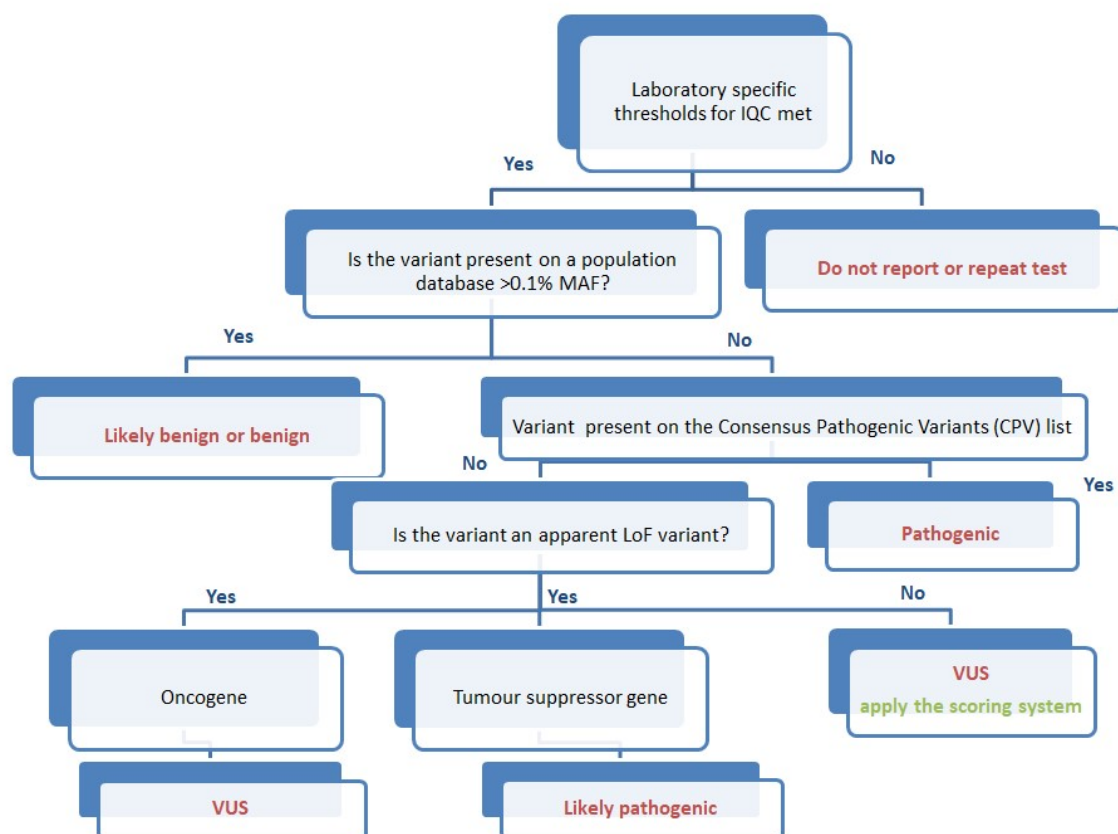 Laboratory specific
thresholds for IQC met
Yes
No
Is the variant present on a population
database >0.1% MAF?
Do not report or repeat test
Yes
No
Likely benign or benign
Variant present on the Consensus Pathogenic Variants (CPV) list
No
Yes
Is the variant an apparent LoF variant?
Pathogenic
Yes
Yes
No
Oncogene
Tumour suppressor gene
VUS
apply the scoring system
VUS
Likely pathogenic